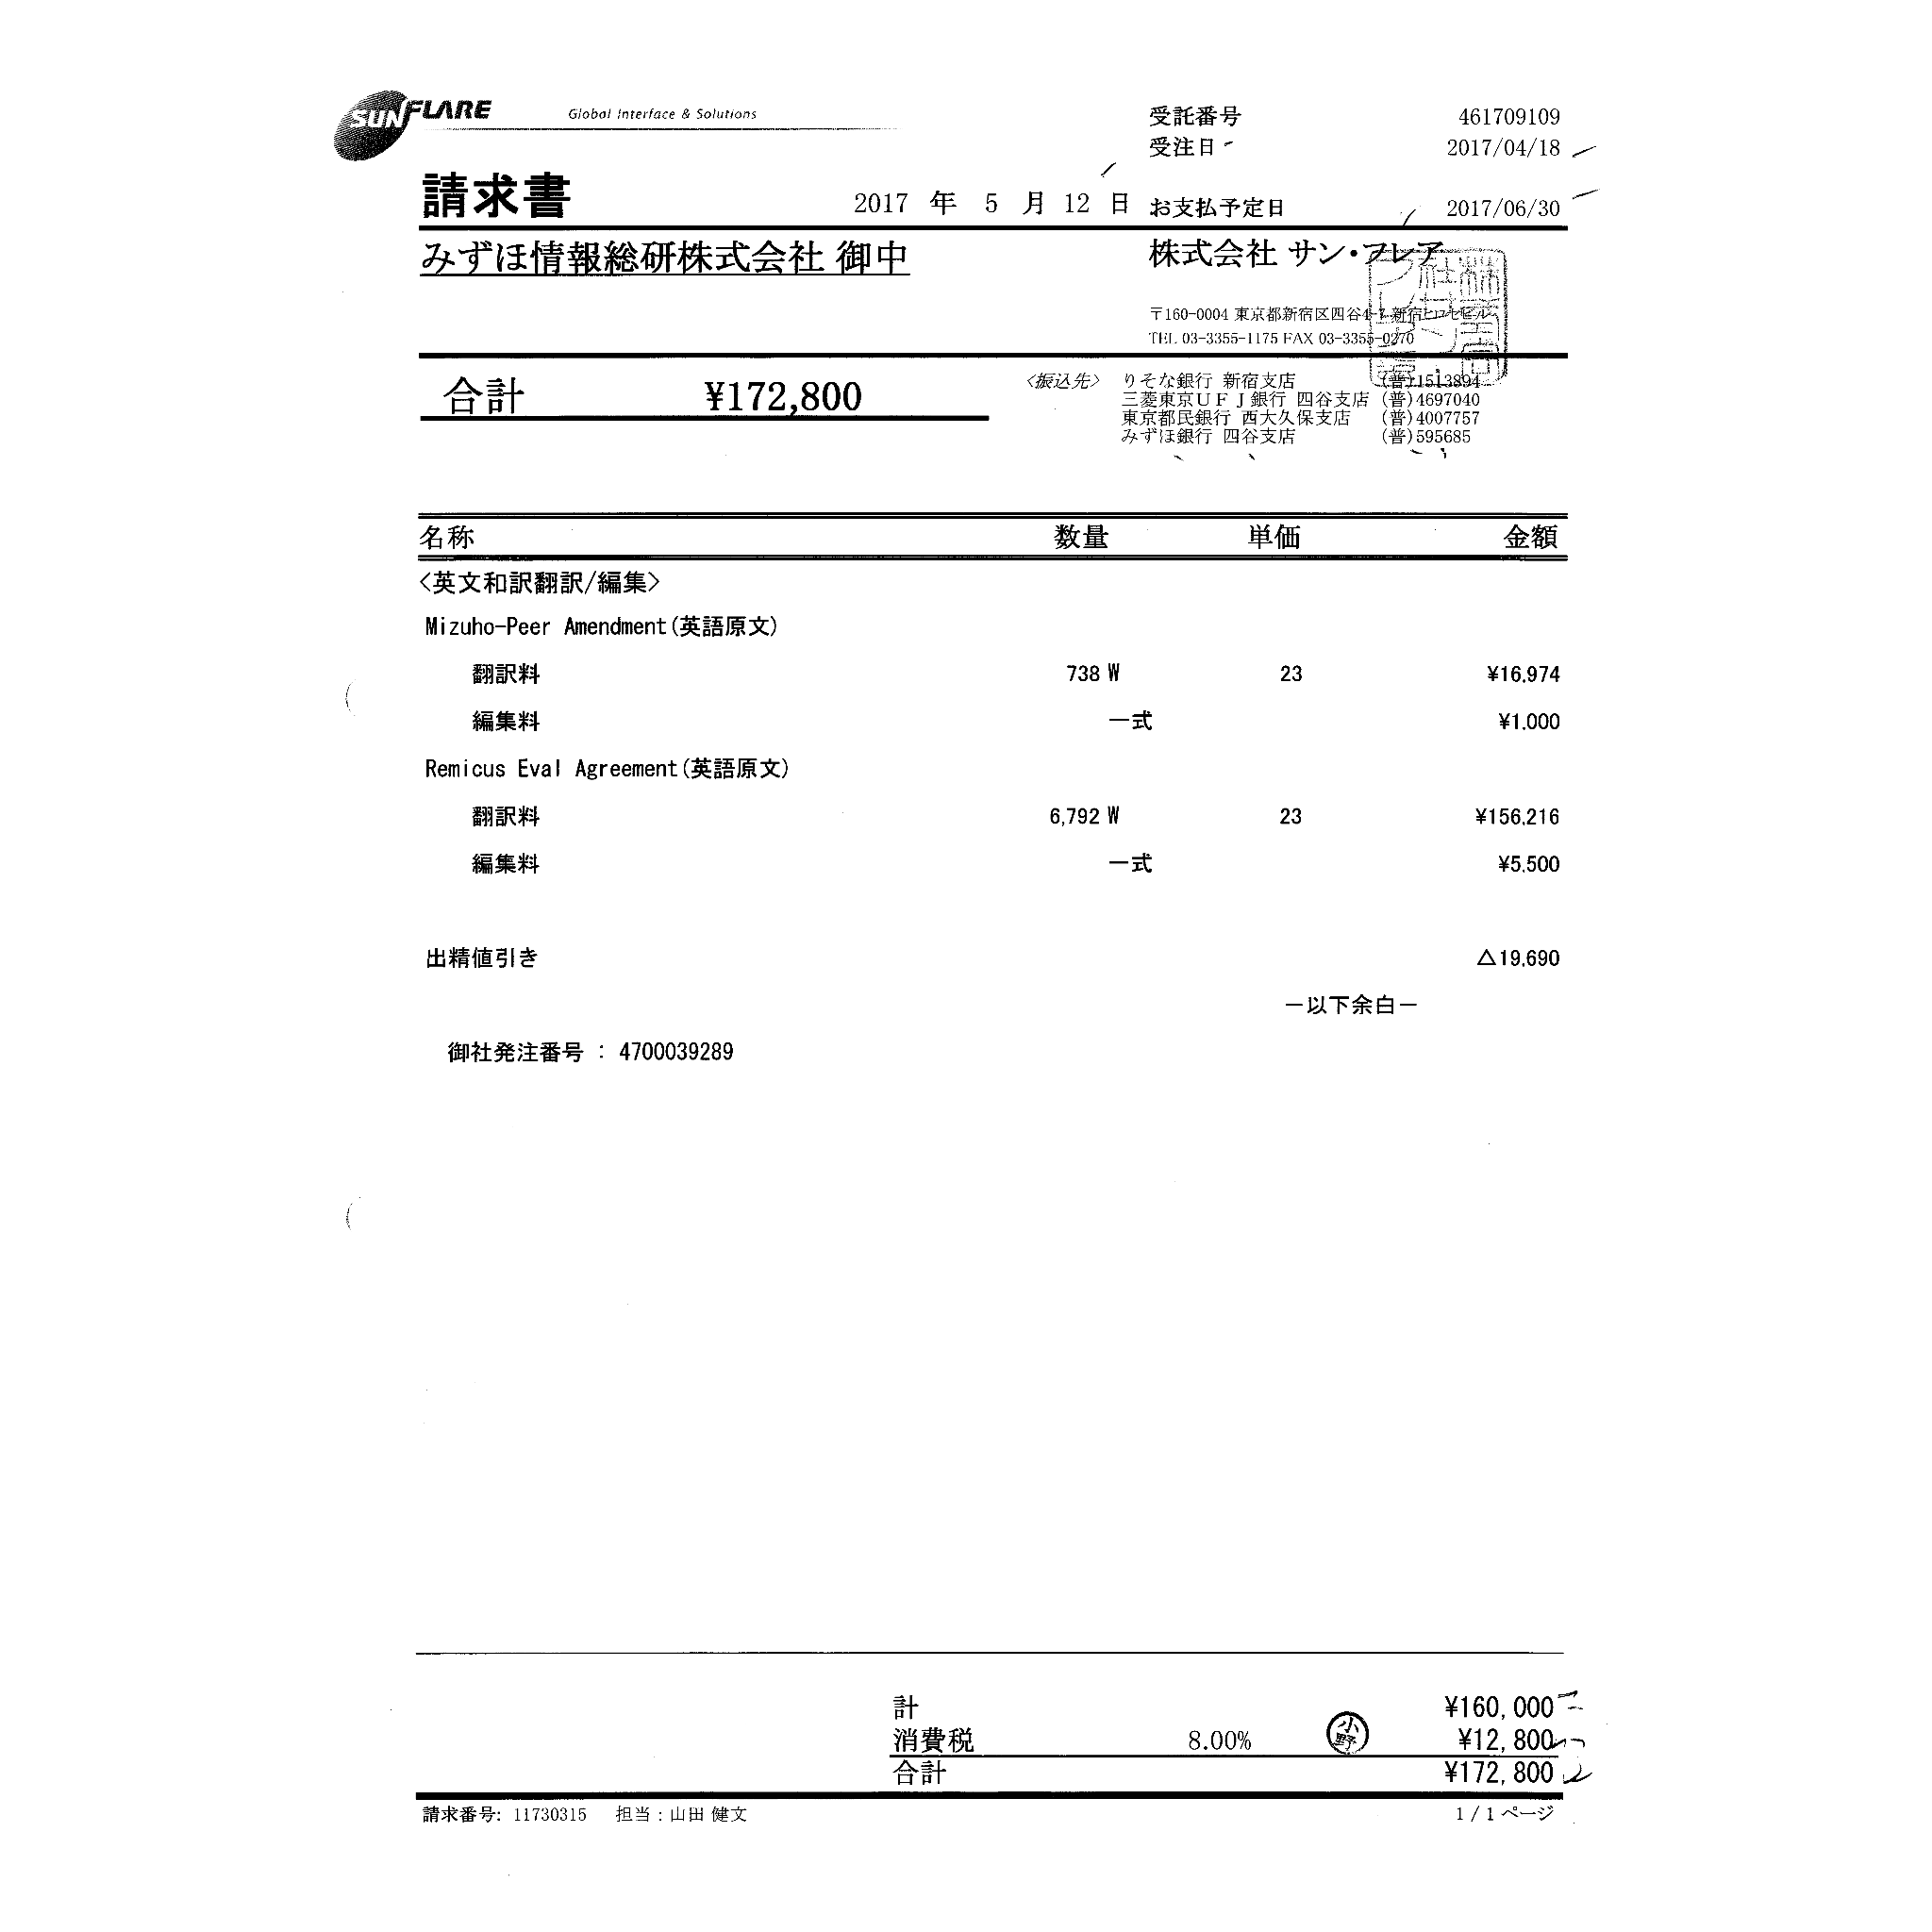 SUNFLARE
Global Interface & Solutions
受託番号 461709109
受注日 2017/04/18
請求書 2017 年 5 月 12 日 お支払予定日 2017/06/30
みずほ情報総研株式会社 御中
株式会社 サン・フレア
〒160-0004 東京都新宿区四谷4-7 新宿ヒロセビル
TEL 03-3355-1175 FAX 03-3355-0270
合計 ¥172,800
〈振込先〉 りそな銀行 新宿支店 (普)1513894
三菱東京UFJ銀行 四谷支店 (普)4697040
東京都民銀行 西大久保支店 (普)4007757
みずほ銀行 四谷支店 (普)595685
名称 数量 単価 金額
<英文和訳翻訳/編集>
Mizuho-Peer Amendment(英語原文)
翻訳料 738 W 23 ¥16,974
編集料 一式 ¥1,000
Remicus Eval Agreement(英語原文)
翻訳料 6,792 W 23 ¥156,216
編集料 一式 ¥5,500
出精値引き △19,690
－以下余白－
御社発注番号 : 4700039289
計 ¥160,000
消費税 8.00% 小野 ¥12,800
合計 ¥172,800
請求番号: 11730315 担当：山田 健文 1 / 1 ページ